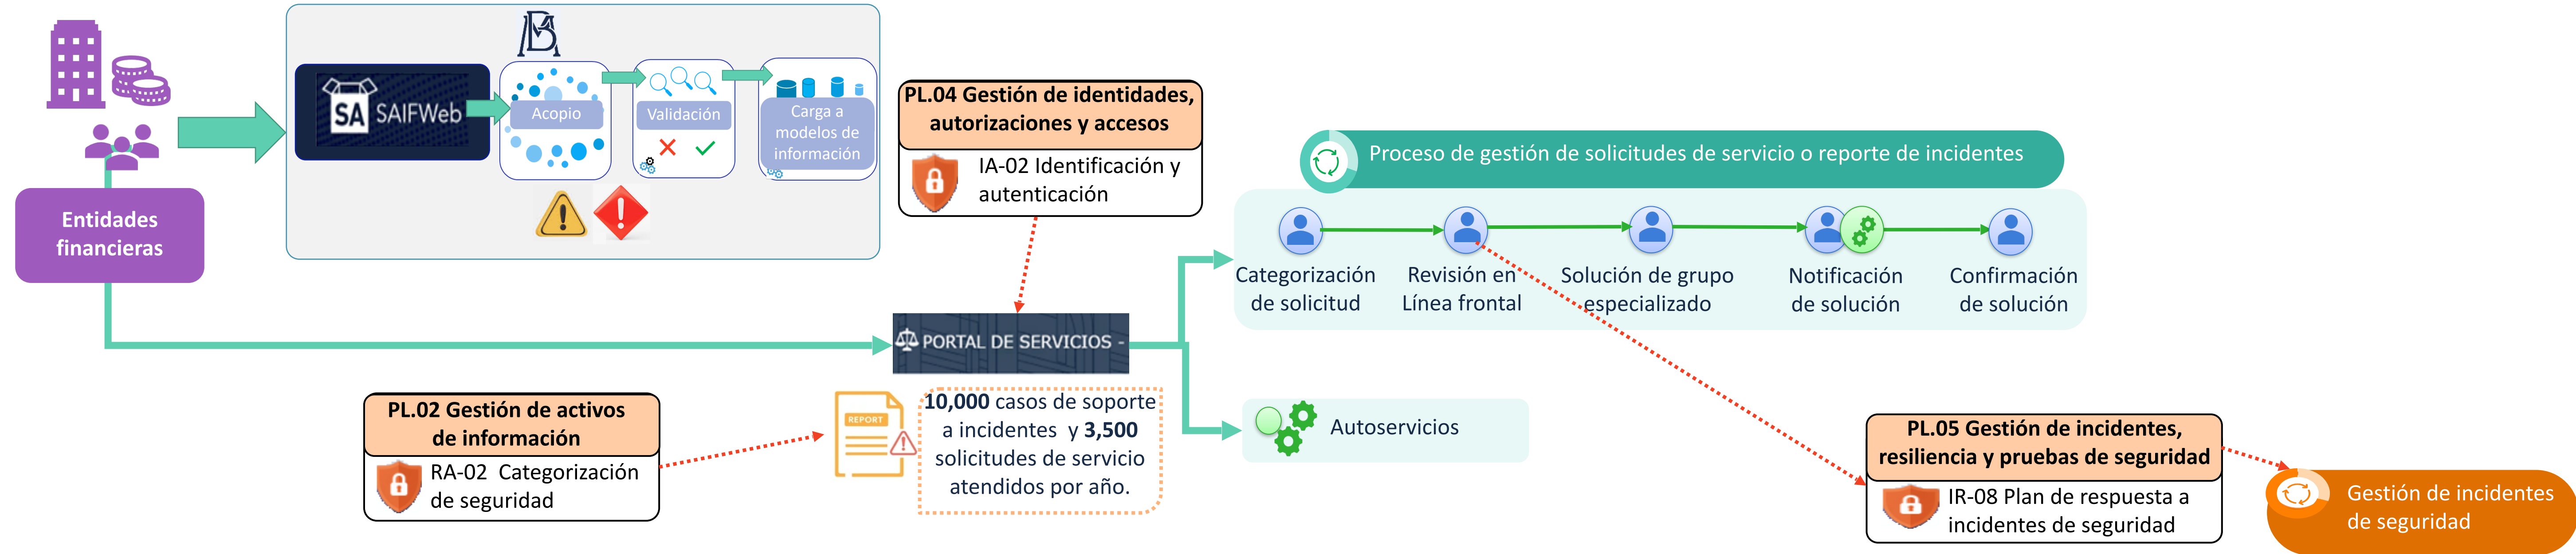 BM
SA SAIFWeb
Acopio
Validación
Carga a
modelos de
información
Entidades
financieras
PL.04 Gestión de identidades,
autorizaciones y accesos
IA-02 Identificación y
autenticación
Proceso de gestión de solicitudes de servicio o reporte de incidentes
Categorización
de solicitud
Revisión en
Línea frontal
Solución de grupo
especializado
Notificación
de solución
Confirmación
de solución
PORTAL DE SERVICIOS -
PL.02 Gestión de activos
de información
RA-02 Categorización
de seguridad
REPORT
10,000 casos de soporte
a incidentes y 3,500
solicitudes de servicio
atendidos por año.
Autoservicios
PL.05 Gestión de incidentes,
resiliencia y pruebas de seguridad
IR-08 Plan de respuesta a
incidentes de seguridad
Gestión de incidentes
de seguridad